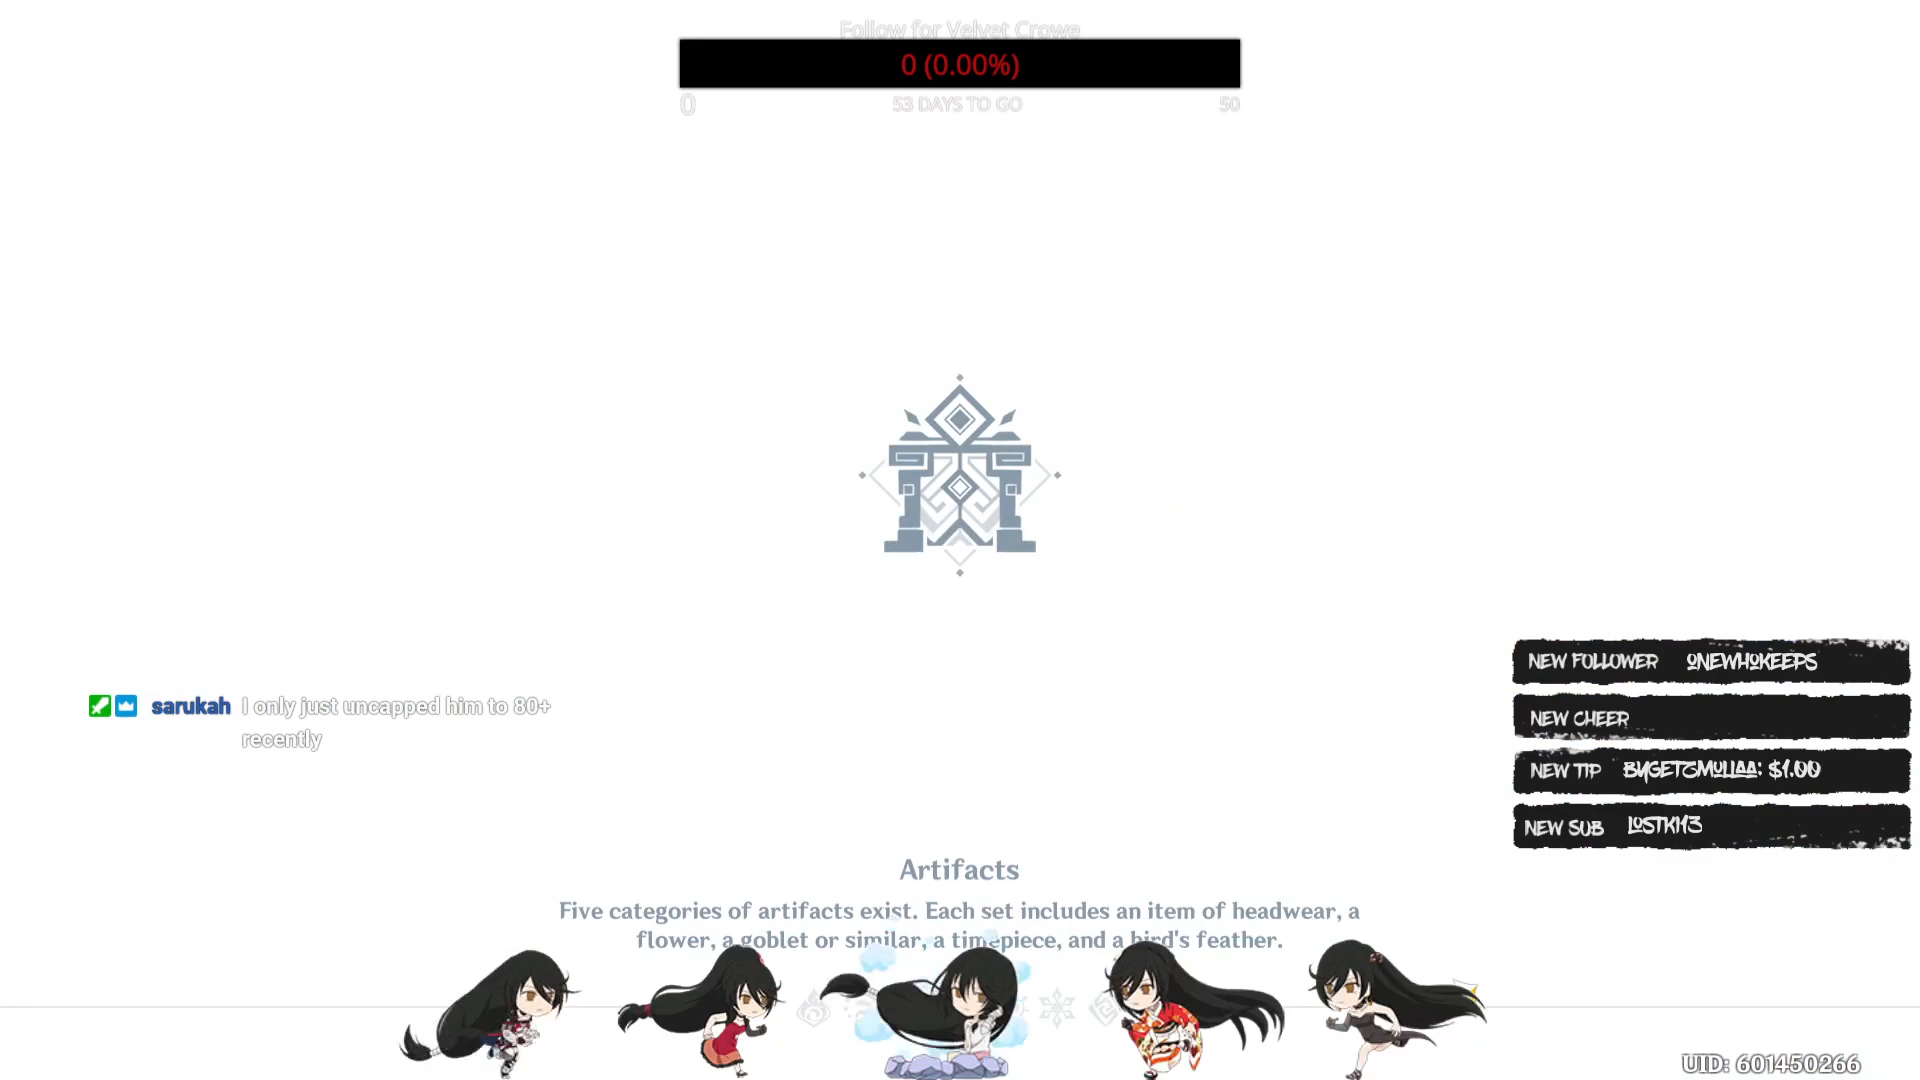 Follow for Velvet Crowe
0 (0.00%)
0 53 DAYS TO GO 50
NEW FOLLOWER ONEWHOKEEPS
sarukah I only just uncapped him to 80+
recently
NEW CHEER
NEW TIP BYGETZMULLAA: $1.00
NEW SUB LOSTKI13
Artifacts
Five categories of artifacts exist. Each set includes an item of headwear, a
flower, a goblet or similar, a timepiece, and a bird's feather.
UID: 601450266